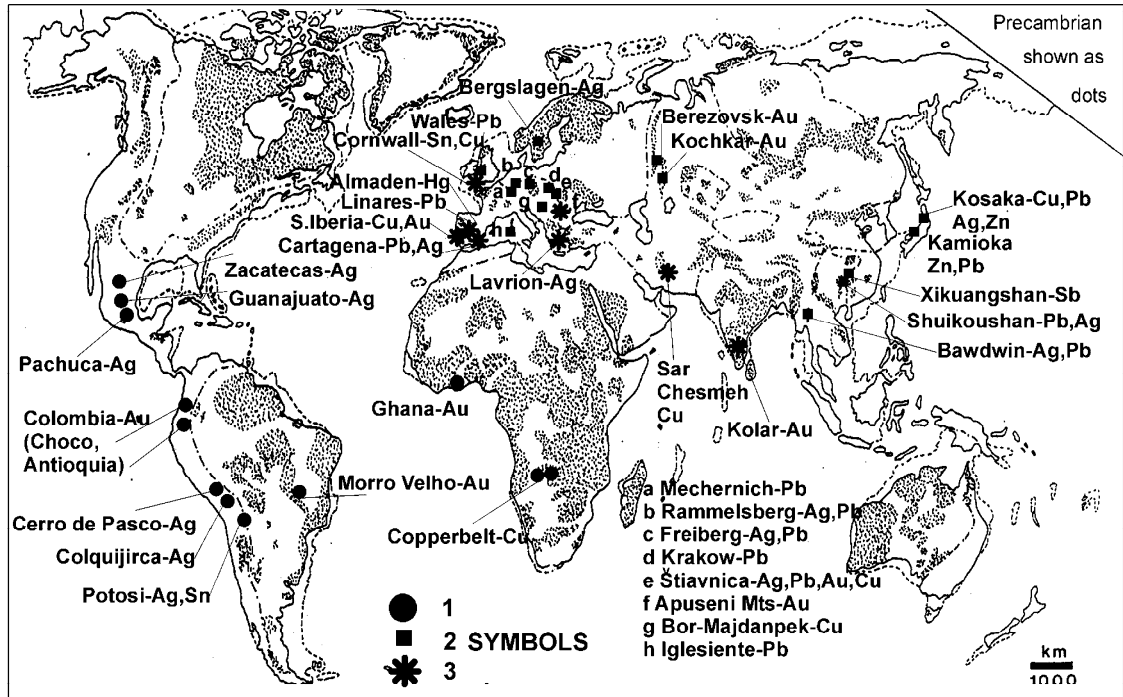 Precambrian
shown as
dots
Bergslagen-Ag
Wales-Pb
Cornwall-Sn,Cu
Berezovsk-Au
Kochkar-Au
b
c
d
e
a
f
g
h
Almaden-Hg
Linares-Pb
S.Iberia-Cu,Au
Cartagena-Pb,Ag
Zacatecas-Ag
Guanajuato-Ag
Lavrion-Ag
Kosaka-Cu,Pb
Ag,Zn
Kamioka
Zn,Pb
Xikuangshan-Sb
Shuikoushan-Pb,Ag
Bawdwin-Ag,Pb
Pachuca-Ag
Ghana-Au
Sar
Chesmeh
Cu
Kolar-Au
Colombia-Au
(Choco,
Antioquia)
Morro Velho-Au
Cerro de Pasco-Ag
Colquijirca-Ag
Potosi-Ag,Sn
Copperbelt-Cu
a Mechernich-Pb
b Rammelsberg-Ag,Pb
c Freiberg-Ag,Pb
d Krakow-Pb
e Štiavnica-Ag,Pb,Au,Cu
f Apuseni Mts-Au
g Bor-Majdanpek-Cu
h Iglesiente-Pb
1
2 SYMBOLS
3
km
1000